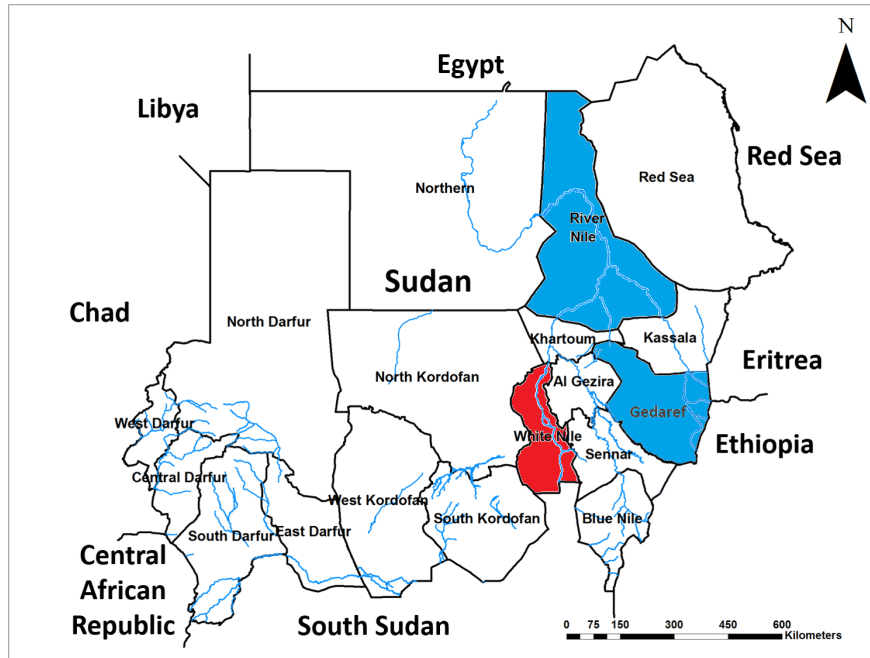 N
Egypt
Libya
Red Sea
Red Sea
Northern
River
Nile
Sudan
Chad
North Darfur
Khartoum
Kassala
Eritrea
North Kordofan
Al Gezira
Gedaref
West Darfur
White Nile
Ethiopia
Sennar
Central Darfur
West Kordofan
South Kordofan
Blue Nile
South Darfur
East Darfur
Central
African
Republic
South Sudan
0 75 150 300 450 600
Kilometers